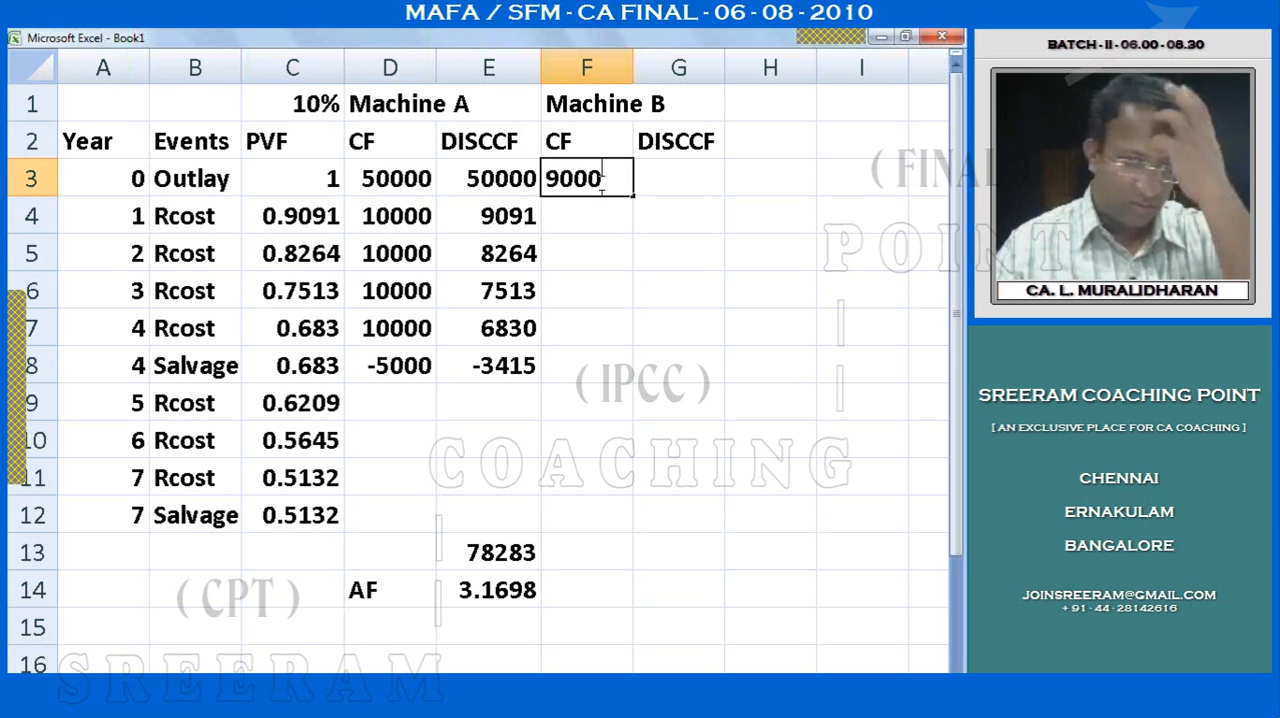 MAFA / SFM - CA FINAL - 06 - 08 - 2010
Microsoft Excel - Book1
A B C D E F G H I
1 10% Machine A Machine B
2 Year Events PVF CF DISCCF CF DISCCF
3 0 Outlay 1 50000 50000 9000
4 1 Rcost 0.9091 10000 9091
5 2 Rcost 0.8264 10000 8264
6 3 Rcost 0.7513 10000 7513
7 4 Rcost 0.683 10000 6830
8 4 Salvage 0.683 -5000 -3415
9 5 Rcost 0.6209
10 6 Rcost 0.5645
11 7 Rcost 0.5132
12 7 Salvage 0.5132
13 78283
14 AF 3.1698
15
16
( FINAL
POINT
( IPCC )
COACHING
( CPT )
SREERAM
BATCH - II - 06.00 - 08.30
CA. L. MURALIDHARAN
SREERAM COACHING POINT
[ AN EXCLUSIVE PLACE FOR CA COACHING ]
CHENNAI
ERNAKULAM
BANGALORE
JOINSREERAM@GMAIL.COM
+ 91 - 44 - 28142616